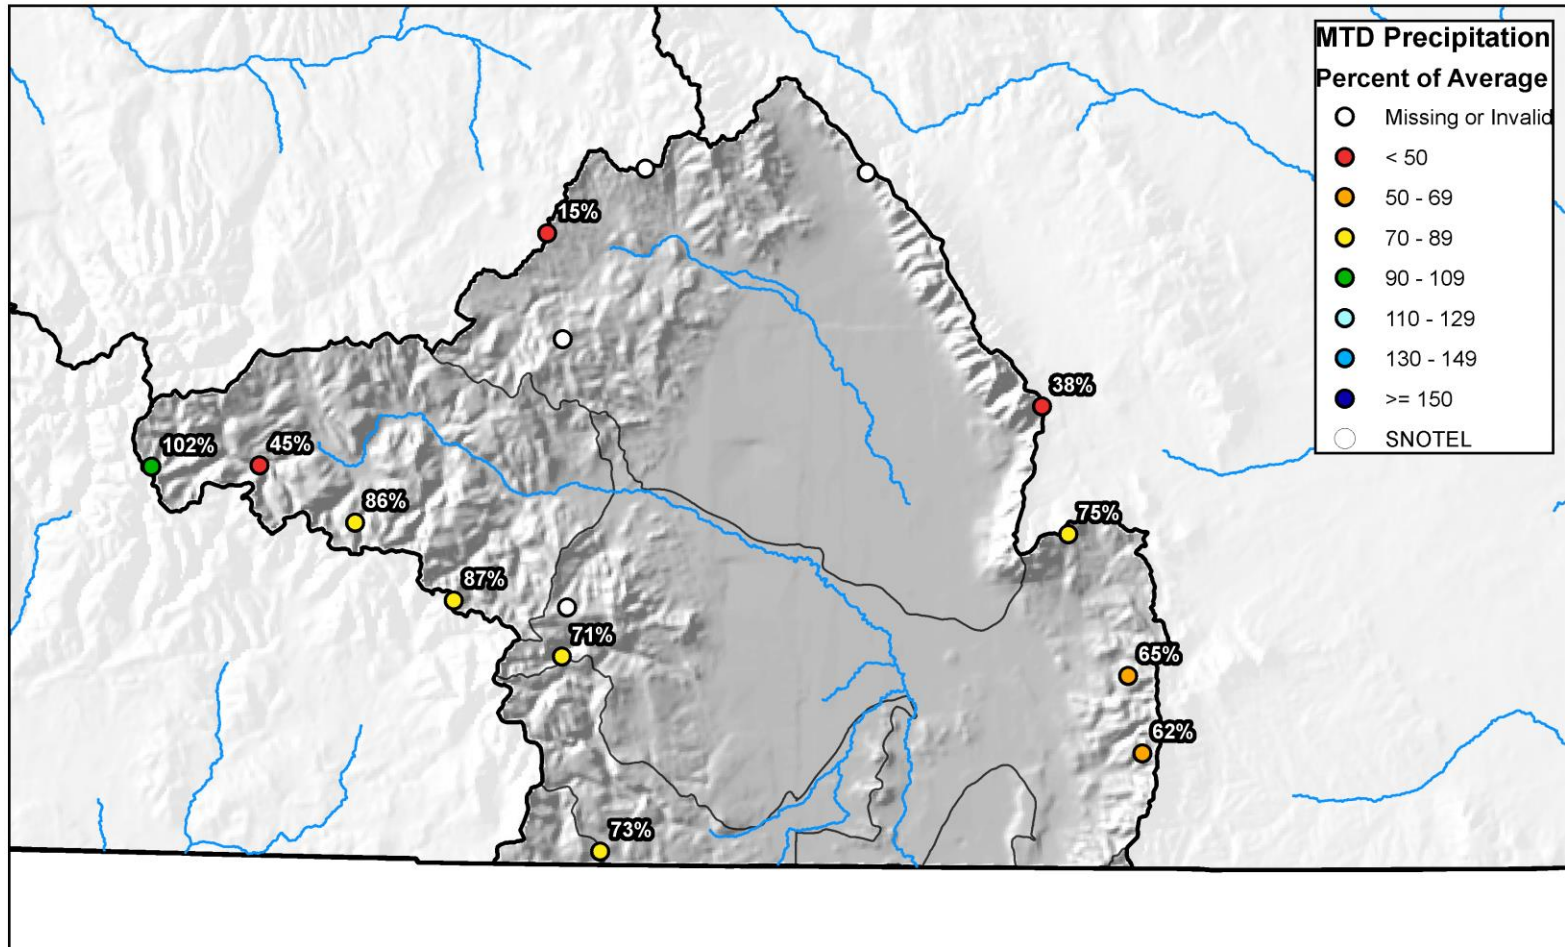 MTD Precipitation
Percent of Average
Missing or Invalid
< 50
50 - 69
70 - 89
90 - 109
110 - 129
130 - 149
>= 150
SNOTEL
15%
38%
102%
45%
86%
75%
87%
71%
65%
62%
73%